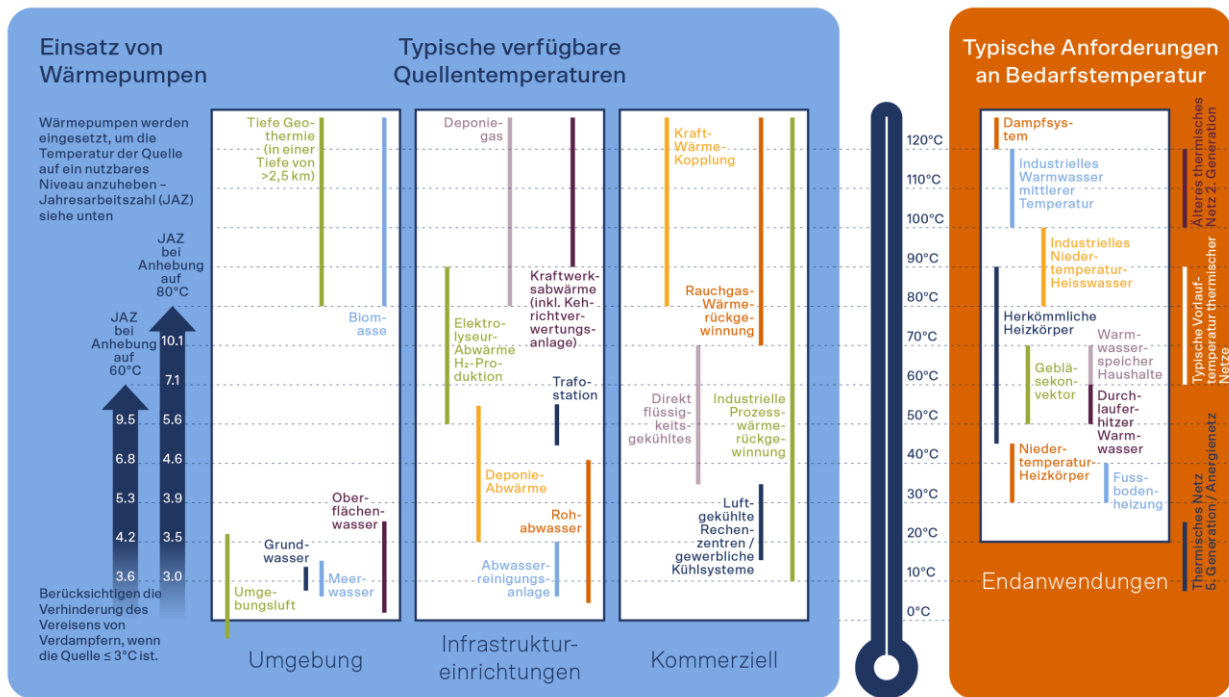 Einsatz von
Wärmepumpen
Wärmepumpen werden
eingesetzt, um die
Temperatur der Quelle
auf ein nutzbares
Niveau anzuheben –
Jahresarbeitszahl (JAZ)
siehe unten
JAZ
bei
Anhebung
auf
80°C
JAZ
bei
Anhebung
auf
60°C
10.1
7.1
9.5
5.6
6.8
4.6
5.3
3.9
4.2
3.5
3.6
3.0
Berücksichtigen die
Verhinderung des
Vereisens von
Verdampfern, wenn
die Quelle ≤ 3°C ist.
Typische verfügbare
Quellentemperaturen
Tiefe Geo-
thermie
(in einer
Tiefe von
>2,5 km)
Biom-
asse
Ober-
flächen-
wasser
Grund-
wasser
Meer-
wasser
Umge-
bungsluft
Umgebung
Deponie-
gas
Kraftwerk-
sabwärme
(inkl. Keh-
richtver-
wertungs-
anlage)
Elektro-
lyseur-
Abwärme
H₂-Pro-
duktion
Trafo-
station
Deponie-
Abwärme
Roh-
abwasser
Abwasser-
reinigungs-
anlage
Infrastruktur-
einrichtungen
Kraft-
Wärme-
Kopplung
Rauchgas-
Wärme-
rückge-
winnung
Direkt
flüssig-
keitsge-
kühltes
Industrielle
Prozess-
wärme-
rückge-
winnung
Luft-
gekühlte
Rechen-
zentren /
gewerbliche
Kühlsysteme
Kommerziell
120°C
110°C
100°C
90°C
80°C
70°C
60°C
50°C
40°C
30°C
20°C
10°C
0°C
Typische Anforderungen
an Bedarfstemperatur
Dampfsys-
tem
Industrielles
Warmwasser
mittlerer
Temperatur
Industrielles
Nieder-
temperatur-
Heisswasser
Herkömmliche
Heizkörper
Warm-
wasser-
speicher
Haushalte
Geblä-
sekon-
vektor
Durch-
lauferh-
itzer
Warm-
wasser
Nieder-
temperatur-
Heizkörper
Fuss-
boden-
heizung
Endanwendungen
Älteres thermisches
Netz 2. Generation
Typische Vorlauf-
temperatur thermischer
Netze
Thermisches Netz
5. Generation / Anergienetz